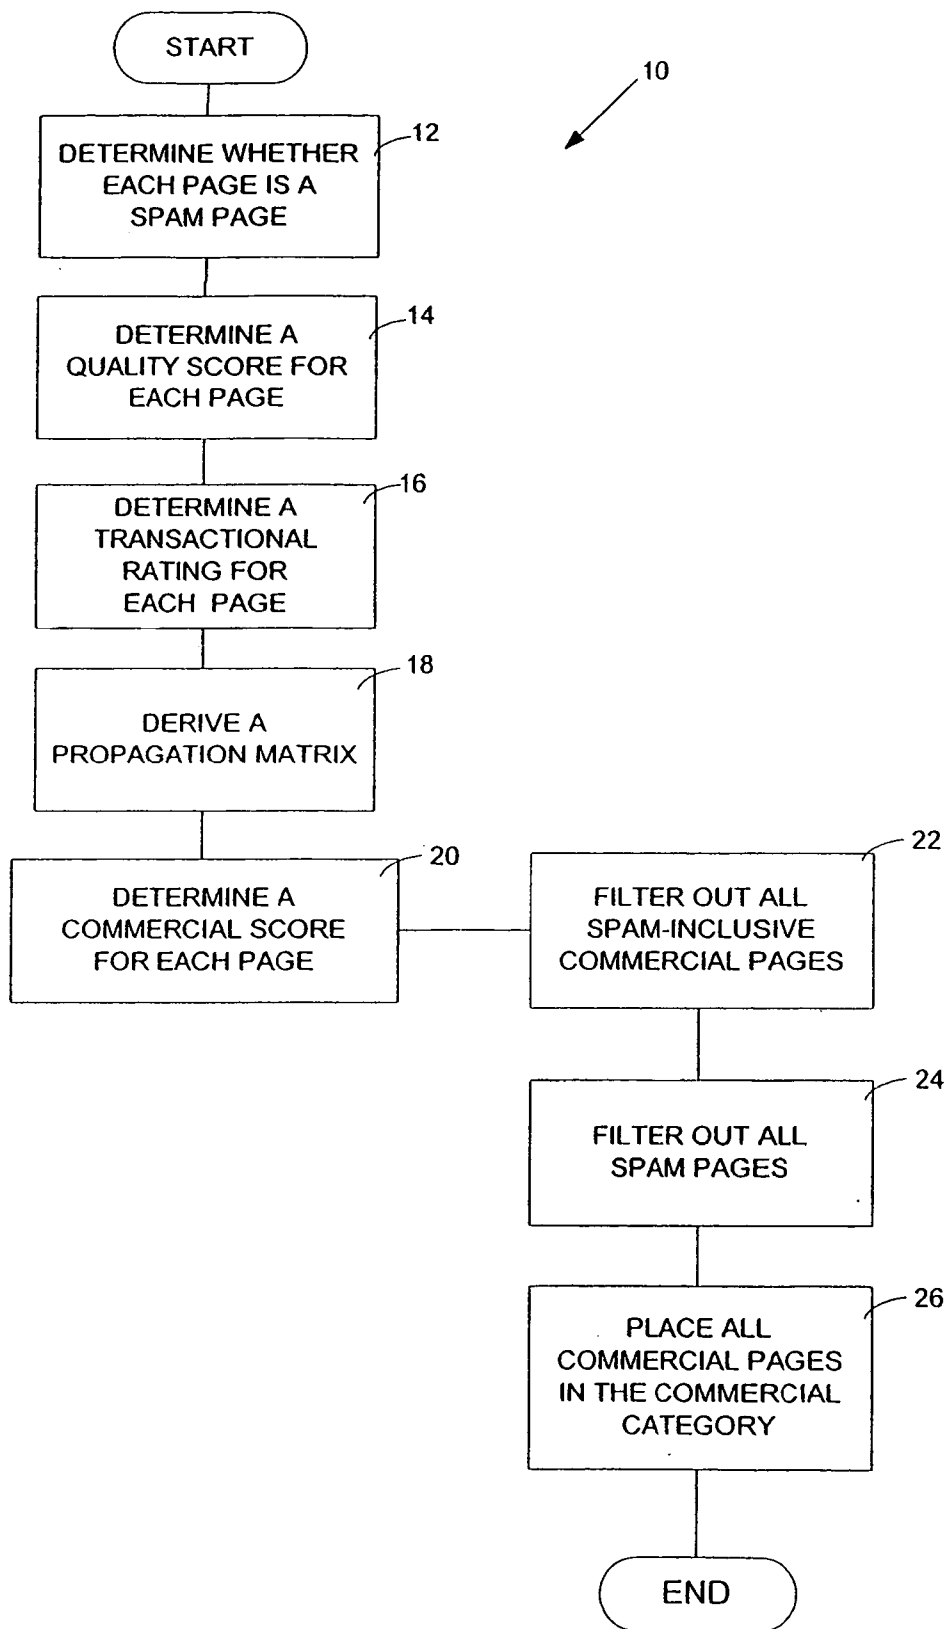 START
10
12
DETERMINE WHETHER
EACH PAGE IS A
SPAM PAGE
14
DETERMINE A
QUALITY SCORE FOR
EACH PAGE
16
DETERMINE A
TRANSACTIONAL
RATING FOR
EACH PAGE
18
DERIVE A
PROPAGATION MATRIX
20
DETERMINE A
COMMERCIAL SCORE
FOR EACH PAGE
22
FILTER OUT ALL
SPAM-INCLUSIVE
COMMERCIAL PAGES
24
FILTER OUT ALL
SPAM PAGES
26
PLACE ALL
COMMERCIAL PAGES
IN THE COMMERCIAL
CATEGORY
END